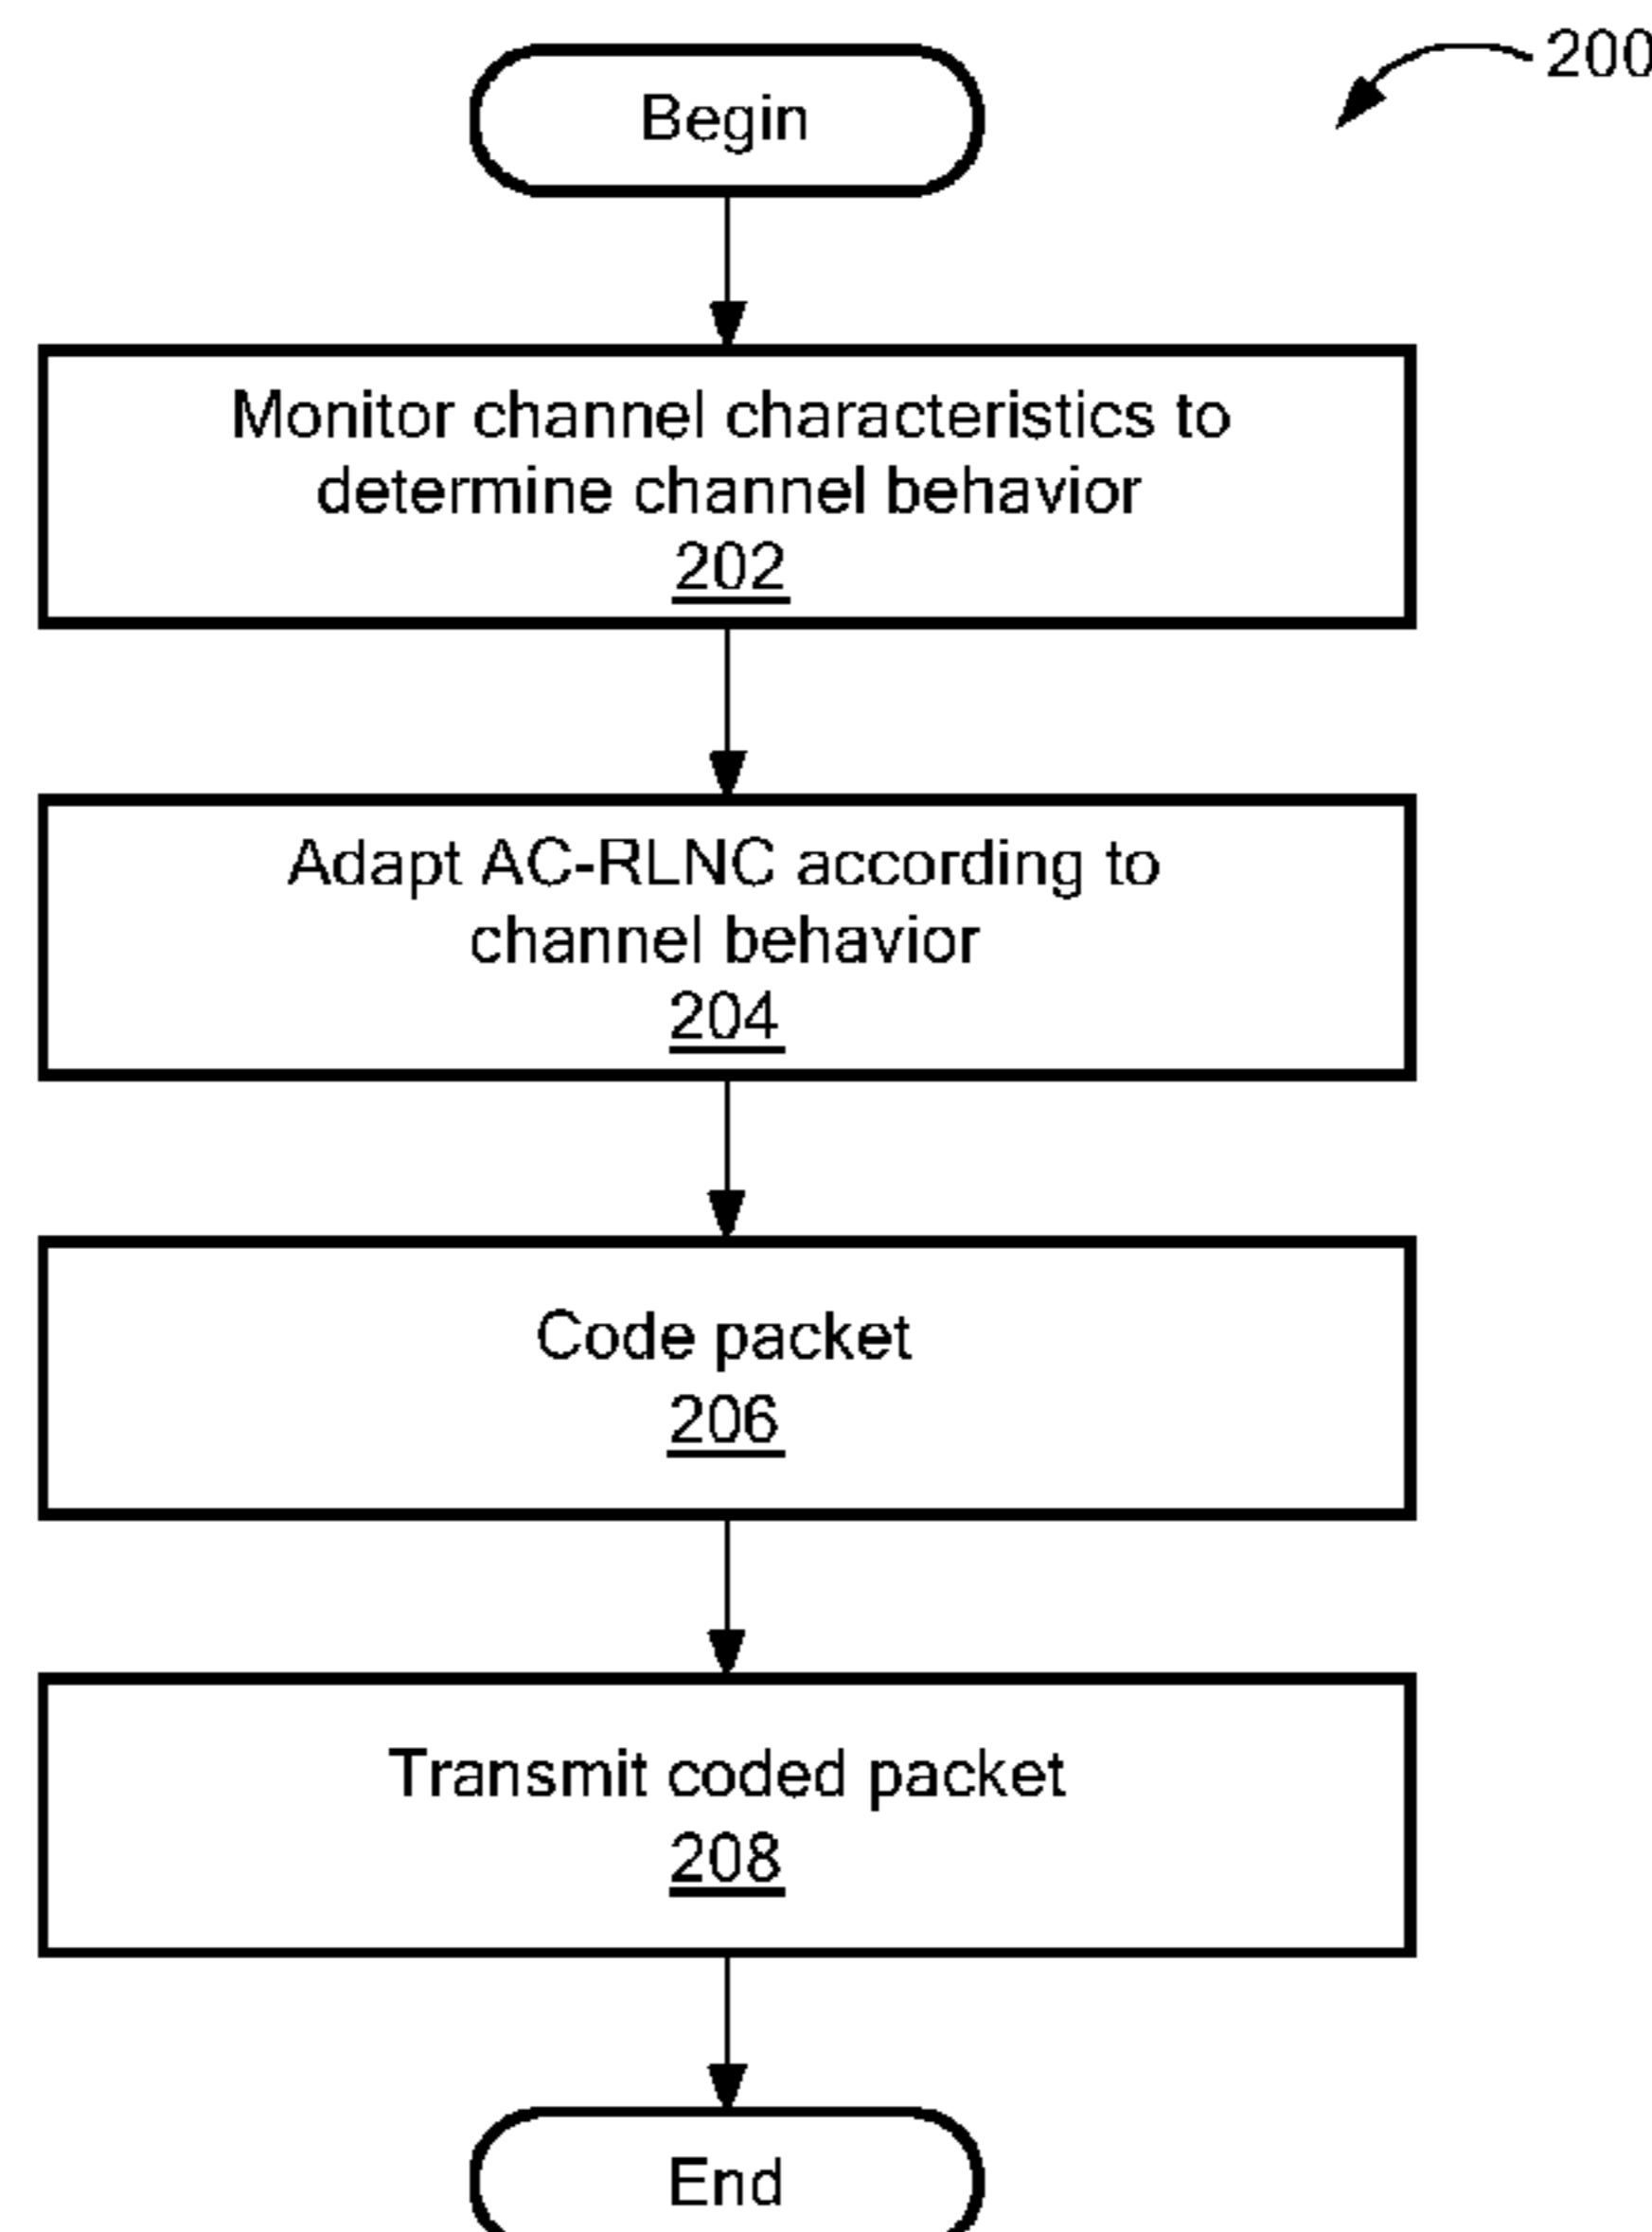 200
Begin
Monitor channel characteristics to
determine channel behavior
202
Adapt AC-RLNC according to
channel behavior
204
Code packet
206
Transmit coded packet
208
End